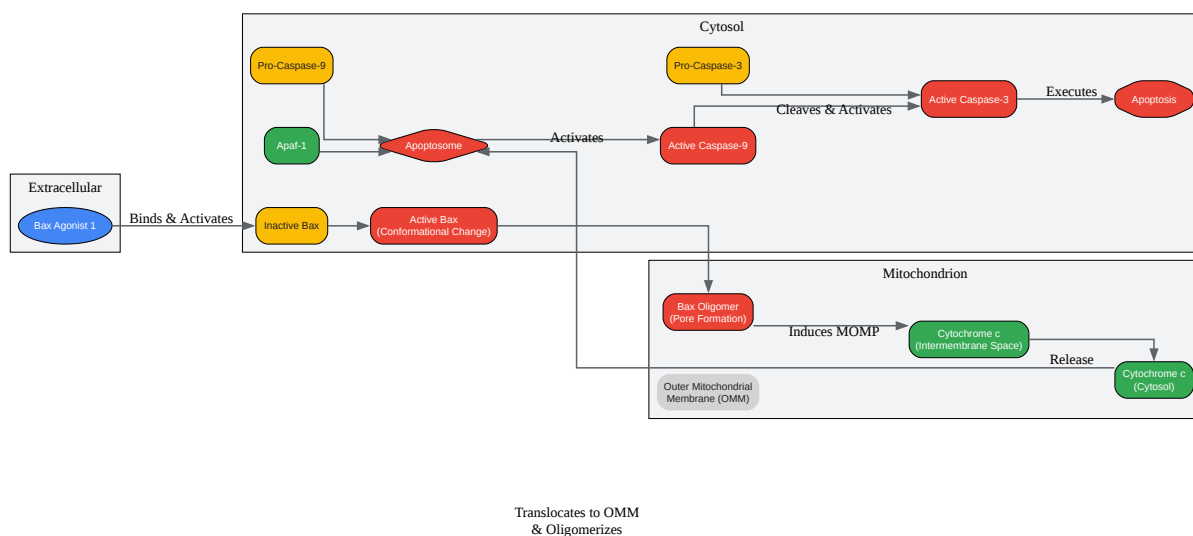 Cytosol
Pro-Caspase-9
Pro-Caspase-3
Active Caspase-3
Executes
Apoptosis
Cleaves & Activates
Apaf-1
Apoptosome
Activates
Active Caspase-9
Extracellular
Bax Agonist 1
Binds & Activates
Inactive Bax
Active Bax
(Conformational Change)
Mitochondrion
Bax Oligomer
(Pore Formation)
Induces MOMP
Cytochrome c
(Intermembrane Space)
Release
Cytochrome c
(Cytosol)
Outer Mitochondrial
Membrane (OMM)
Translocates to OMM
& Oligomerizes